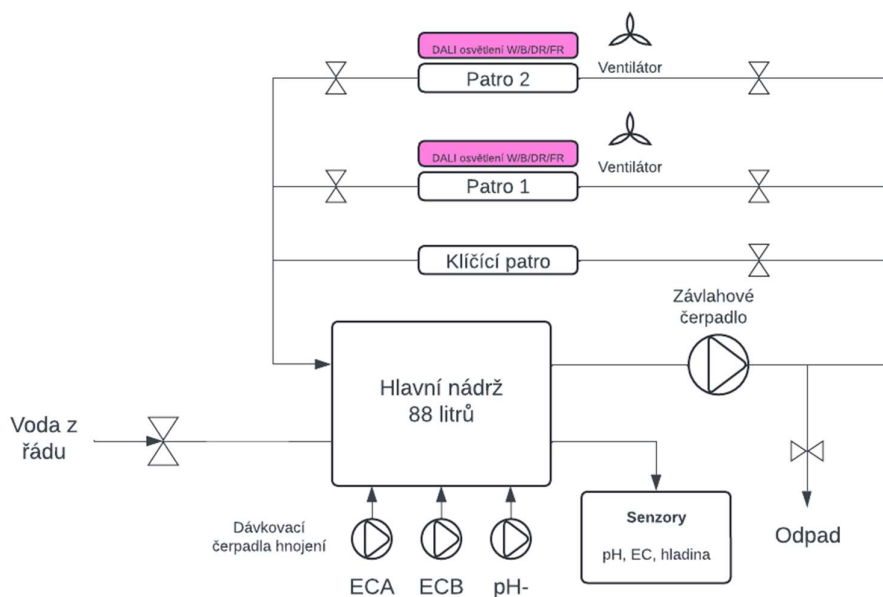 DALI osvětlení W/B/DR/FR
Patro 2
Ventilátor
DALI osvětlení W/B/DR/FR
Patro 1
Ventilátor
Klíčící patro
Závlahové
čerpadlo
Hlavní nádrž
88 litrů
Voda z
řádu
Senzory
pH, EC, hladina
Odpad
Dávkovací
čerpadla hnojení
ECA
ECB
pH-